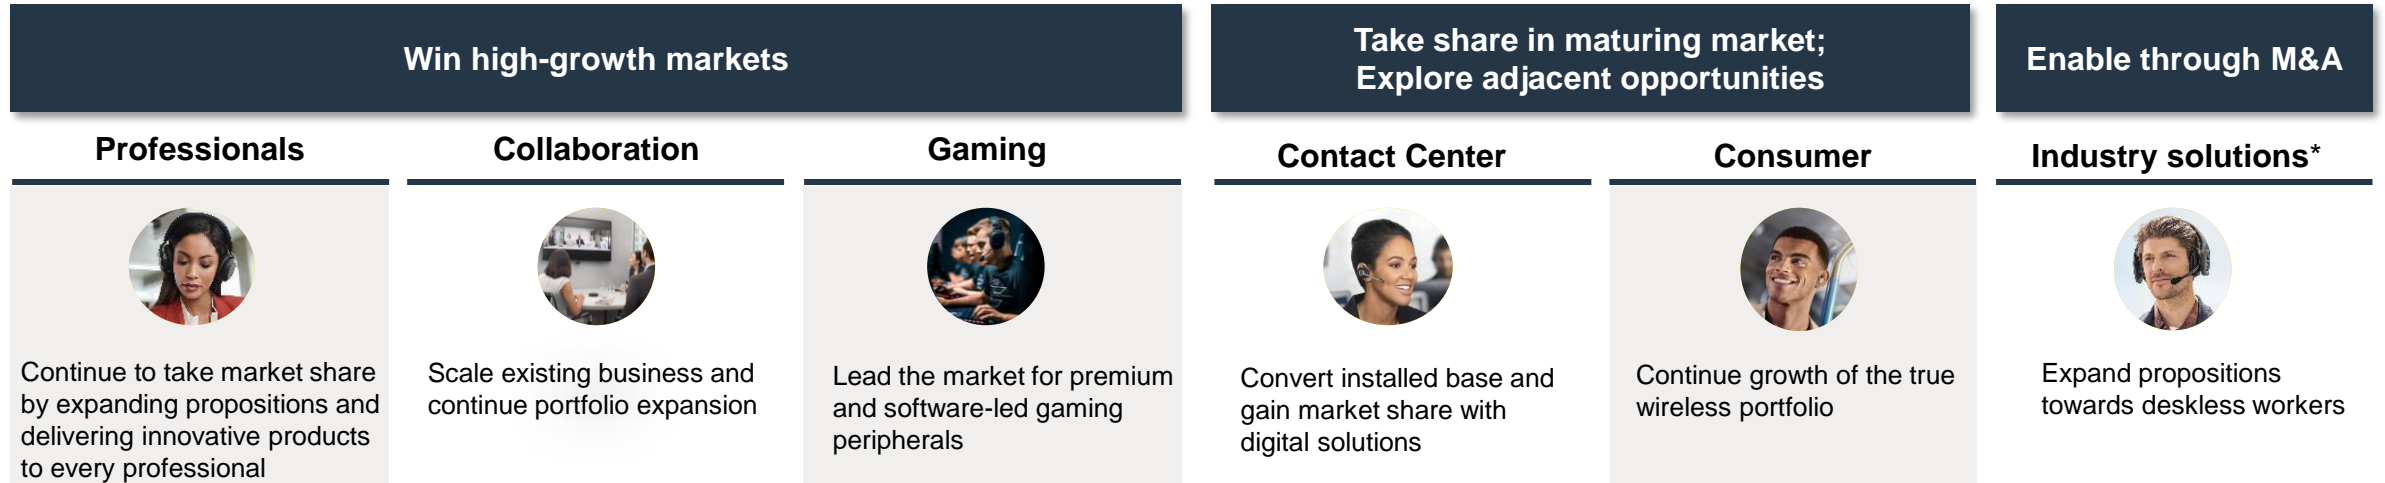 Win high-growth markets
Take share in maturing market;
Explore adjacent opportunities
Enable through M&A
Professionals
Continue to take market share
by expanding propositions and
delivering innovative products
to every professional
Collaboration
Scale existing business and
continue portfolio expansion
Gaming
Lead the market for premium
and software-led gaming
peripherals
Contact Center
Convert installed base and
gain market share with
digital solutions
Consumer
Continue growth of the true
wireless portfolio
Industry solutions*
Expand propositions
towards deskless workers